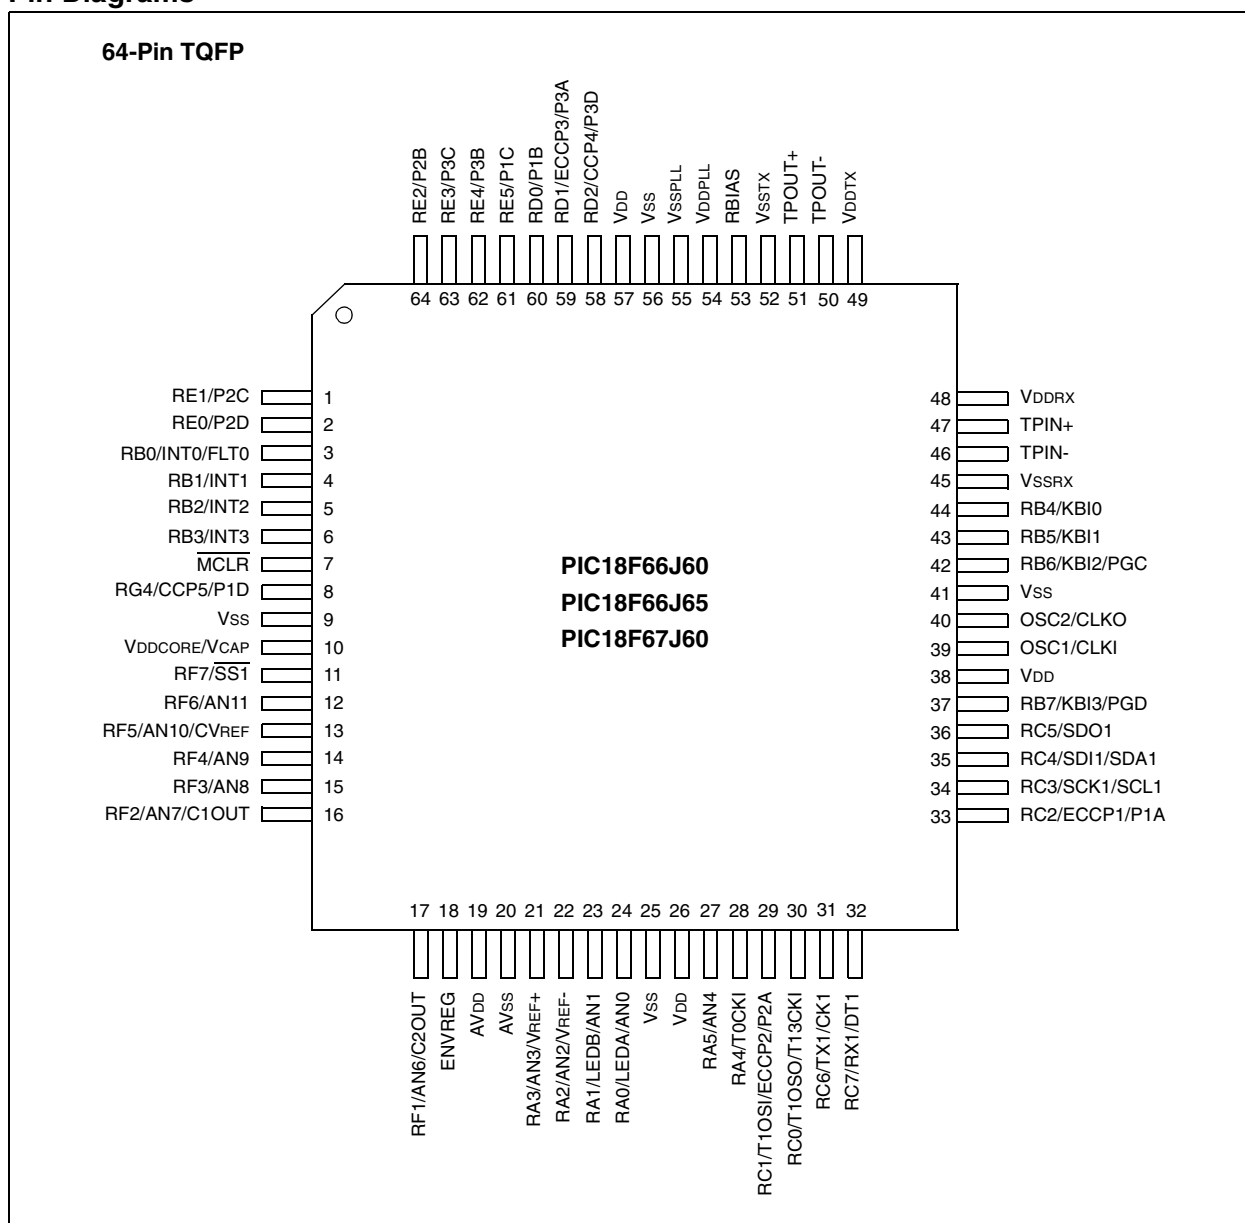 64-Pin TQFP
RE2/P2B
RE3/P3C
RE4/P3B
RE5/P1C
RD0/P1B
RD1/ECCP3/P3A
RD2/CCP4/P3D
VDD
VSS
VSSPLL
VDDPLL
RBIAS
VSSTX
TPOUT+
TPOUT-
VDDTX
64 63 62 61 60 59 58 57 56 55 54 53 52 51 50 49
RE1/P2C 1
RE0/P2D 2
RB0/INT0/FLT0 3
RB1/INT1 4
RB2/INT2 5
RB3/INT3 6
MCLR 7
RG4/CCP5/P1D 8
VSS 9
VDDCORE/VCAP 10
RF7/SS1 11
RF6/AN11 12
RF5/AN10/CVREF 13
RF4/AN9 14
RF3/AN8 15
RF2/AN7/C1OUT 16
PIC18F66J60
PIC18F66J65
PIC18F67J60
48 VDDRX
47 TPIN+
46 TPIN-
45 VSSRX
44 RB4/KBI0
43 RB5/KBI1
42 RB6/KBI2/PGC
41 VSS
40 OSC2/CLKO
39 OSC1/CLKI
38 VDD
37 RB7/KBI3/PGD
36 RC5/SDO1
35 RC4/SDI1/SDA1
34 RC3/SCK1/SCL1
33 RC2/ECCP1/P1A
17 18 19 20 21 22 23 24 25 26 27 28 29 30 31 32
RF1/AN6/C2OUT
ENVREG
AVDD
AVSS
RA3/AN3/VREF+
RA2/AN2/VREF-
RA1/LEDB/AN1
RA0/LEDA/AN0
VSS
VDD
RA5/AN4
RA4/T0CKI
RC1/T1OSI/ECCP2/P2A
RC0/T1OSO/T13CKI
RC6/TX1/CK1
RC7/RX1/DT1